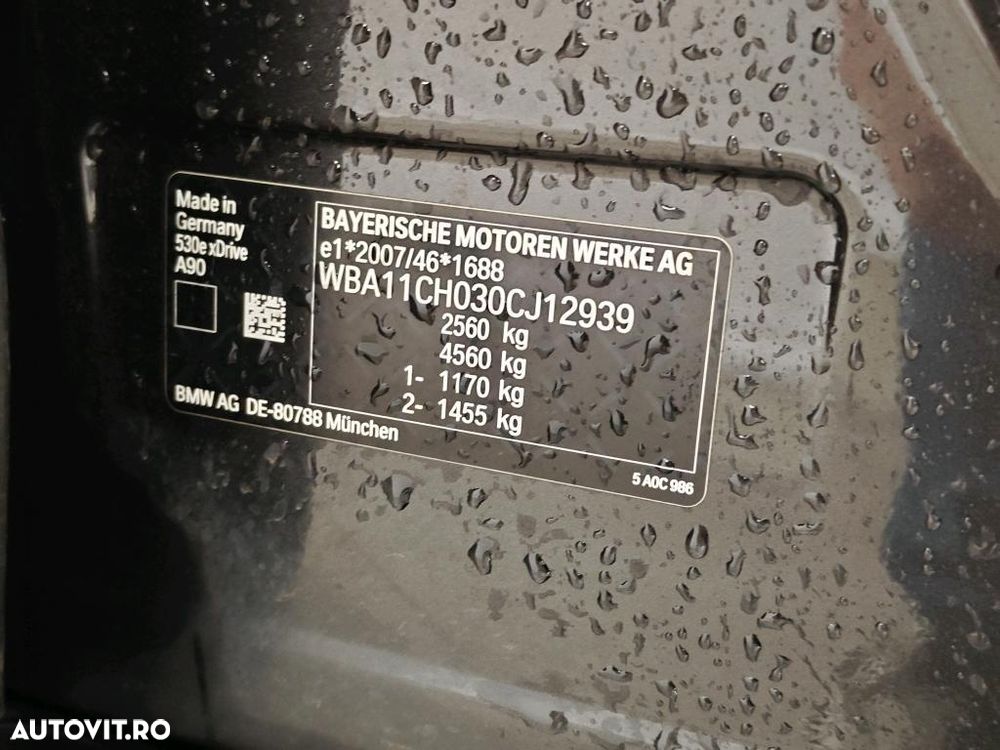 Made in
Germany
530e xDrive
A90
BAYERISCHE MOTOREN WERKE AG
e1*2007/46*1688
WBA11CH030CJ12939
2560 kg
4560 kg
1- 1170 kg
2- 1455 kg
BMW AG DE-80788 München
5 A0C 986
AUTOVIT.RO